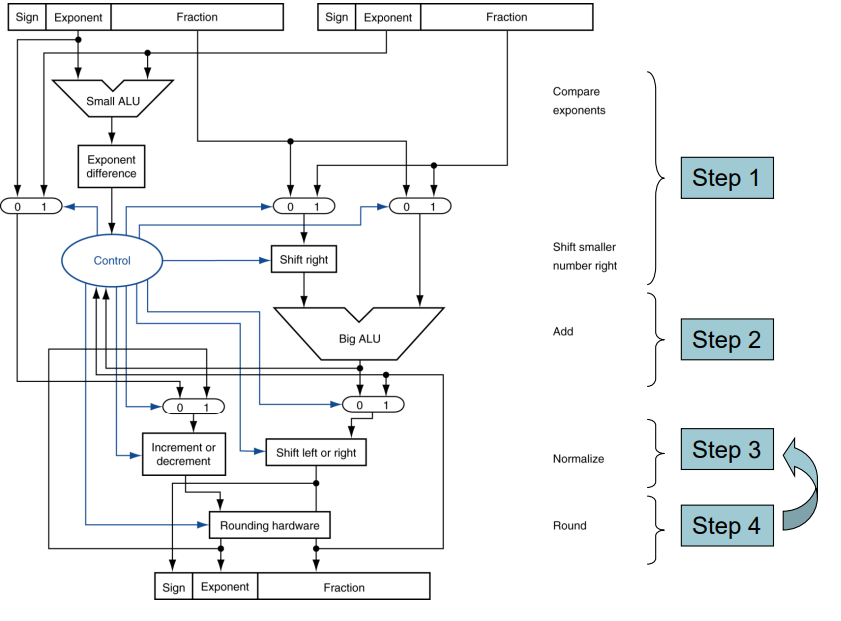 Sign Exponent Fraction
Sign Exponent Fraction
Small ALU
Compare
exponents
Exponent
difference
Step 1
0 1
0 1
0 1
Control
Shift right
Shift smaller
number right
Big ALU
Add
Step 2
0 1
0 1
Increment or
decrement
Shift left or right
Normalize
Step 3
Rounding hardware
Round
Step 4
Sign Exponent Fraction